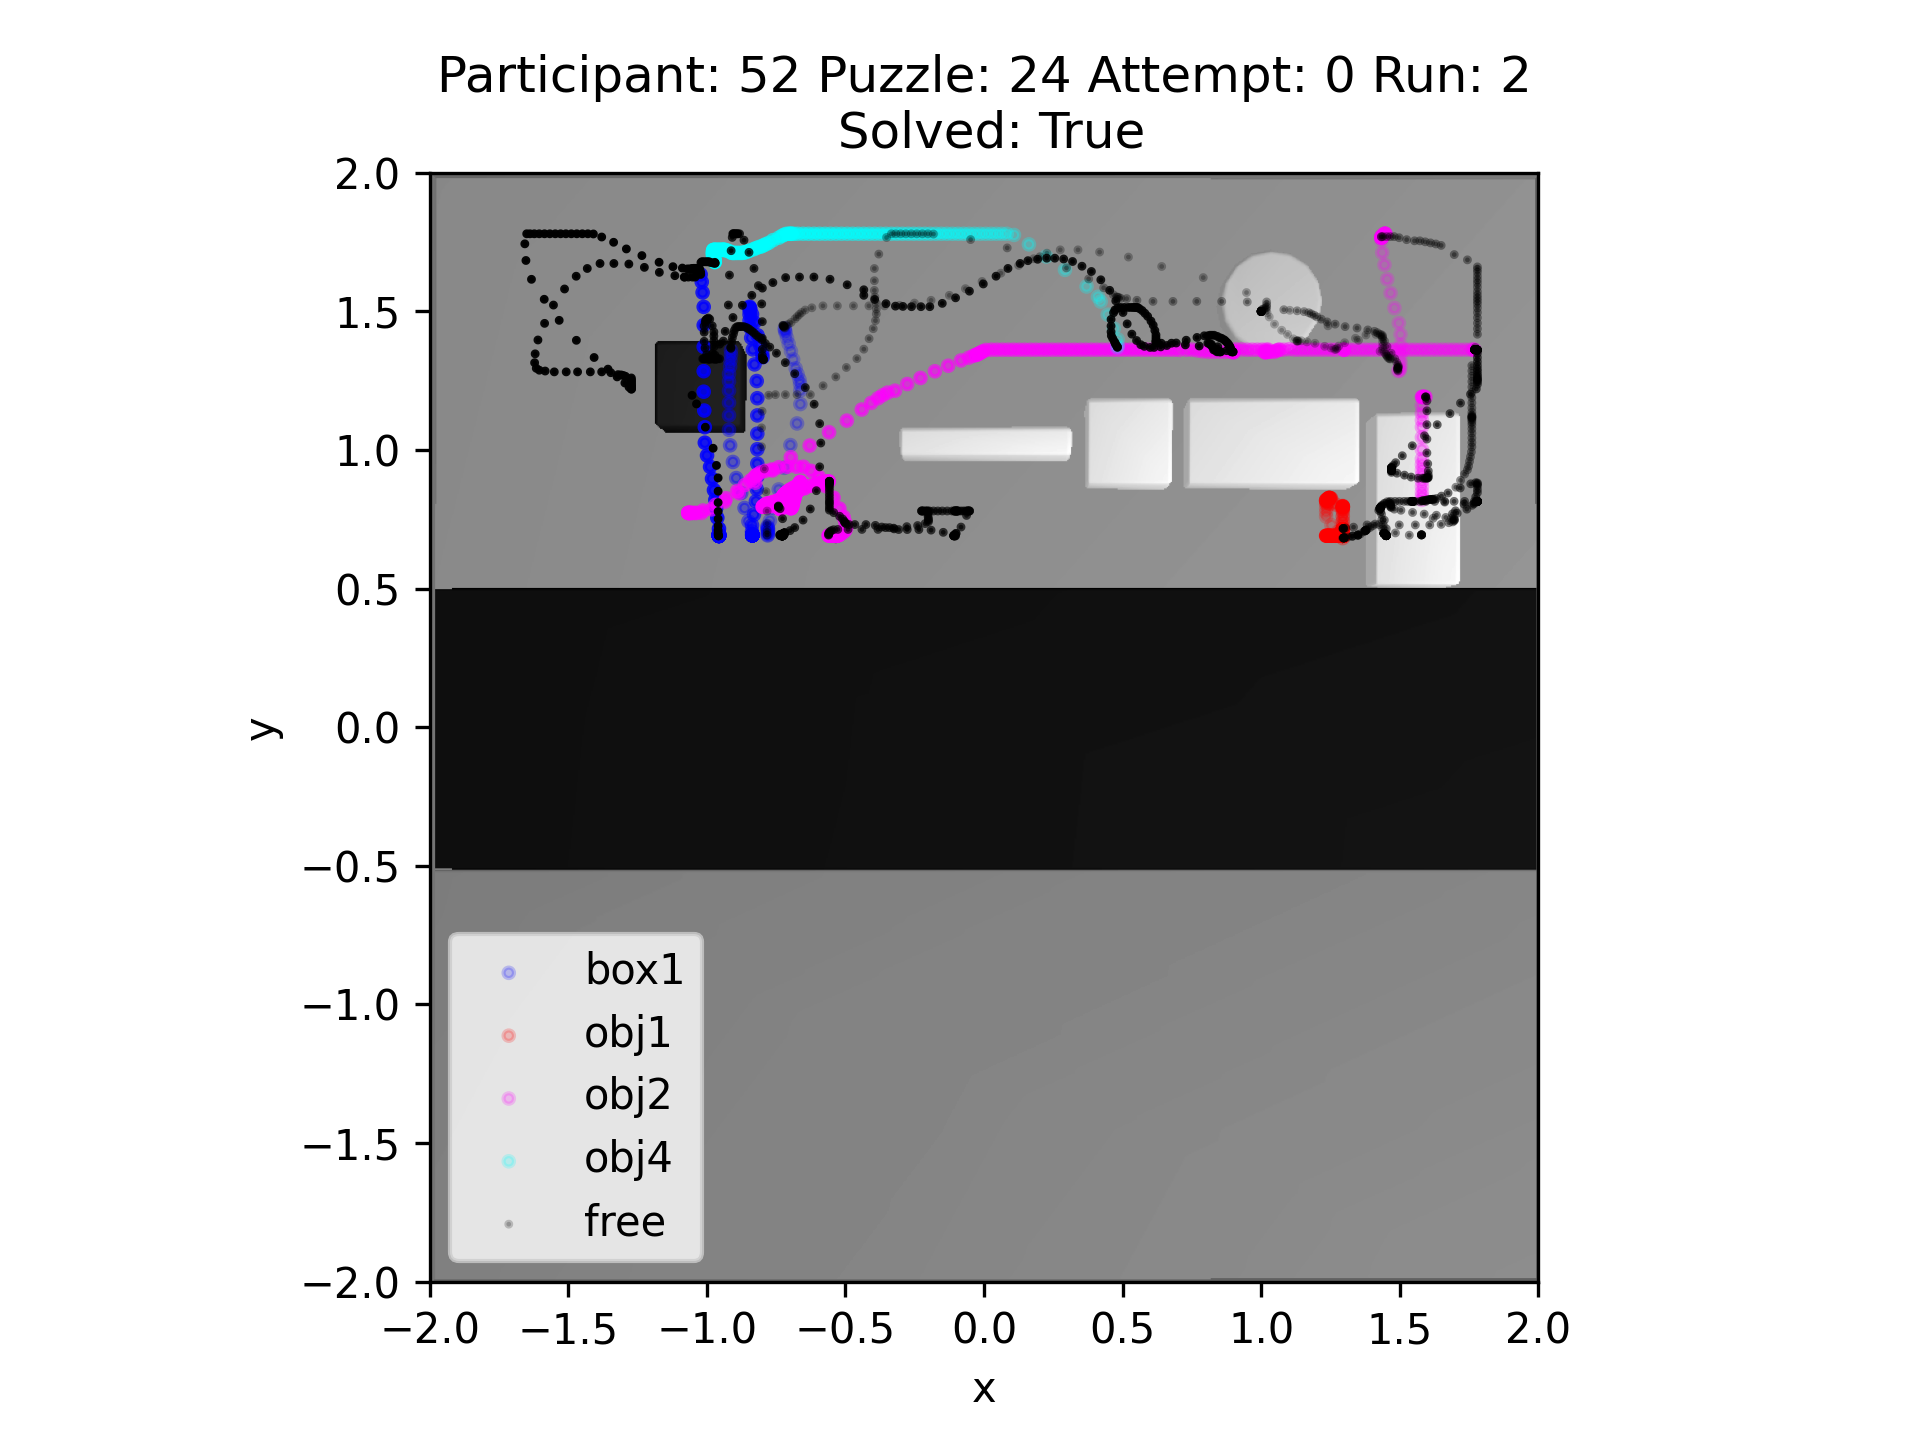 Participant: 52 Puzzle: 24 Attempt: 0 Run: 2
Solved: True
2.0
1.5
1.0
0.5
0.0
−0.5
−1.0
−1.5
−2.0
y
box1
obj1
obj2
obj4
free
−2.0 −1.5 −1.0 −0.5 0.0 0.5 1.0 1.5 2.0
x